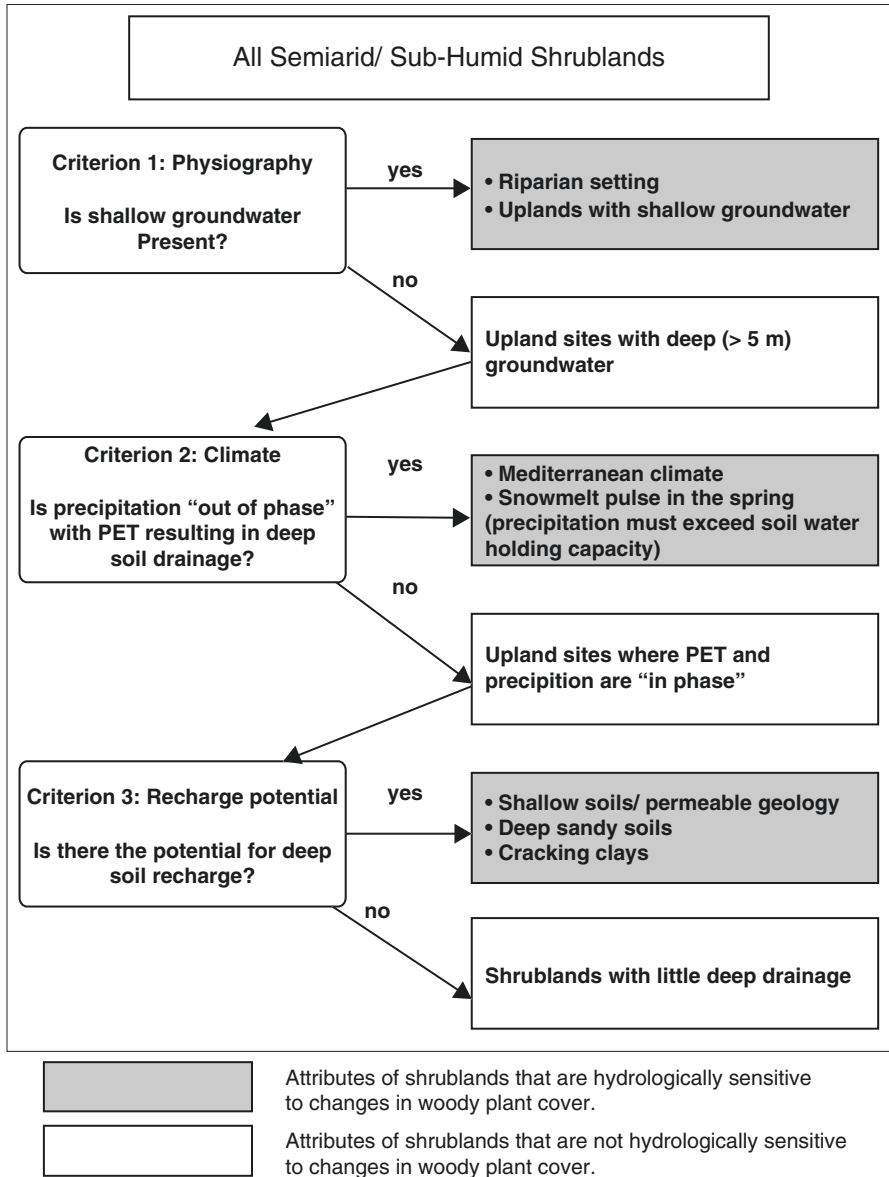 All Semiarid/ Sub-Humid Shrublands
Criterion 1: Physiography
Is shallow groundwater
Present?
yes
• Riparian setting
• Uplands with shallow groundwater
no
Upland sites with deep (> 5 m)
groundwater
Criterion 2: Climate
Is precipitation “out of phase”
with PET resulting in deep
soil drainage?
yes
• Mediterranean climate
• Snowmelt pulse in the spring
(precipitation must exceed soil water
holding capacity)
no
Upland sites where PET and
precipition are “in phase”
Criterion 3: Recharge potential
Is there the potential for deep
soil recharge?
yes
• Shallow soils/ permeable geology
• Deep sandy soils
• Cracking clays
no
Shrublands with little deep drainage
Attributes of shrublands that are hydrologically sensitive
to changes in woody plant cover.
Attributes of shrublands that are not hydrologically sensitive
to changes in woody plant cover.